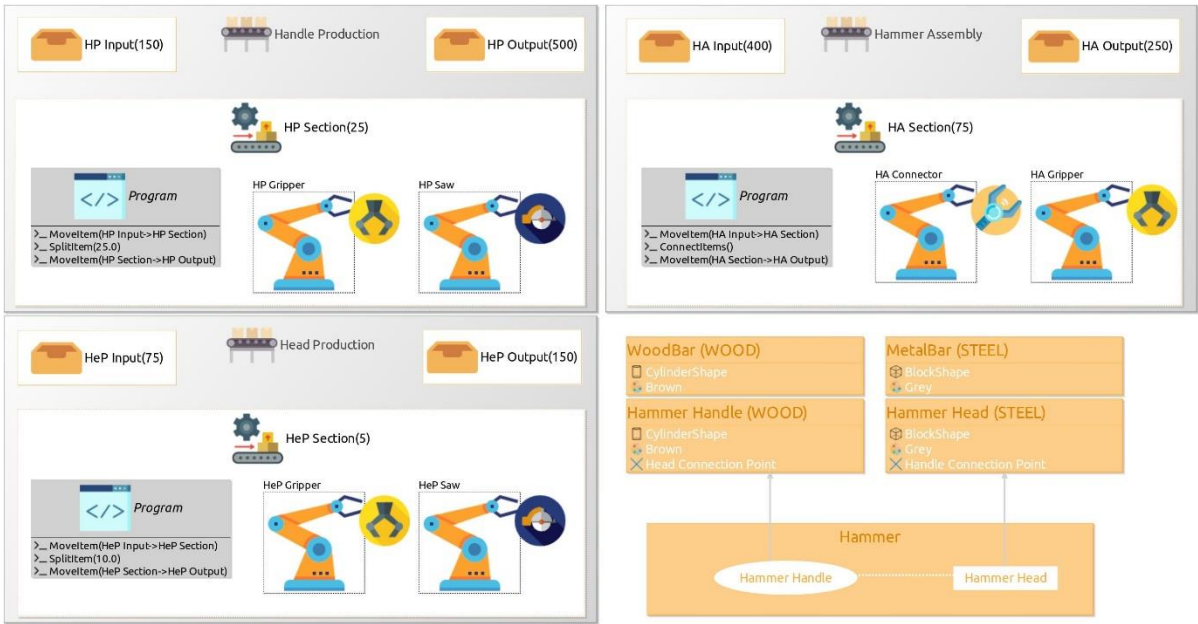 HP Input(150)
Handle Production
HP Output(500)
HP Section(25)
</>
Program
HP Gripper
HP Saw
>_ MoveItem(HP Input->HP Section)
>_ SplitItem(25.0)
>_ MoveItem(HP Section->HP Output)
HA Input(400)
Hammer Assembly
HA Output(250)
HA Section(75)
</>
Program
HA Connector
HA Gripper
>_ MoveItem(HA Input->HA Section)
>_ ConnectItems()
>_ MoveItem(HA Section->HA Output)
HeP Input(75)
Head Production
HeP Output(150)
HeP Section(5)
</>
Program
HeP Gripper
HeP Saw
>_ MoveItem(HeP Input->HeP Section)
>_ SplitItem(10.0)
>_ MoveItem(HeP Section->HeP Output)
WoodBar (WOOD)
CylinderShape
Brown
MetalBar (STEEL)
BlockShape
Grey
Hammer Handle (WOOD)
CylinderShape
Brown
Head Connection Point
Hammer Head (STEEL)
BlockShape
Grey
Handle Connection Point
Hammer
Hammer Handle
Hammer Head